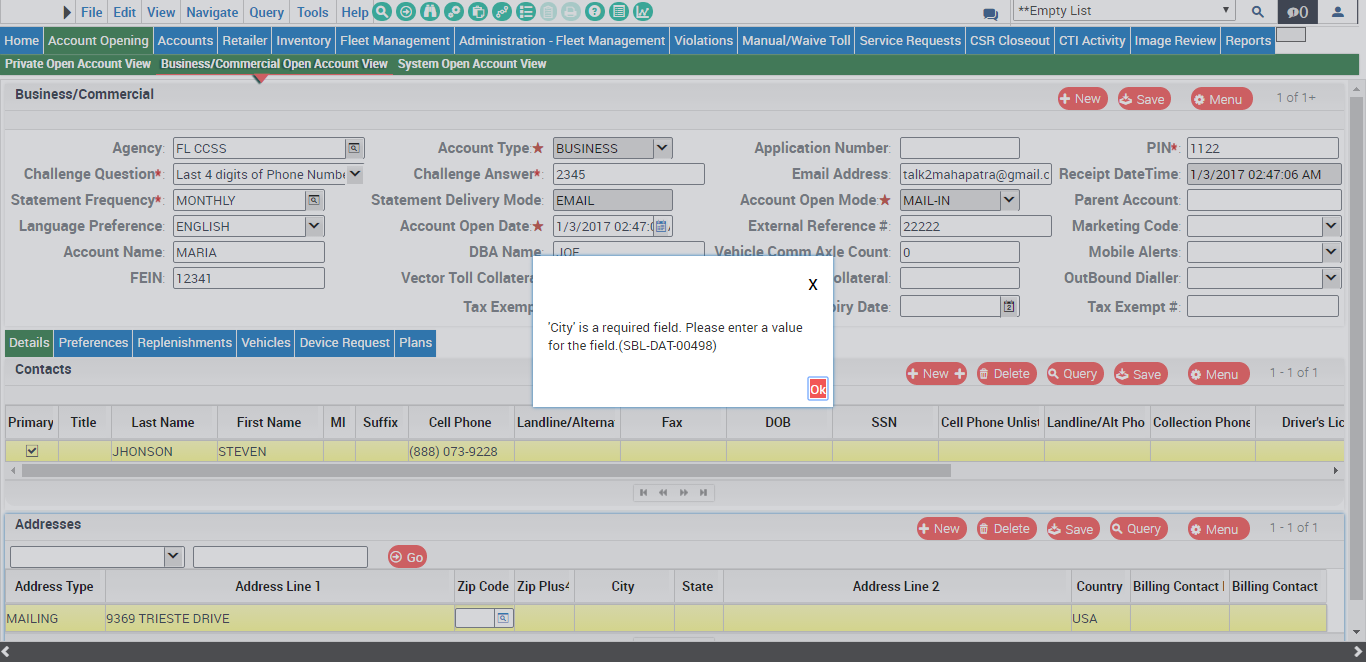 File Edit View Navigate Query Tools Help **Empty List 0
Home Account Opening Accounts Retailer Inventory Fleet Management Administration - Fleet Management Violations Manual/Waive Toll Service Requests CSR Closeout CTI Activity Image Review Reports
Private Open Account View Business/Commercial Open Account View System Open Account View
Business/Commercial New Save Menu 1 of 1+
Agency: FL CCSS Account Type:★ BUSINESS Application Number: PIN*: 1122
Challenge Question*: Last 4 digits of Phone Numbe Challenge Answer*: 2345 Email Address: talk2mahapatra@gmail.c Receipt DateTime: 1/3/2017 02:47:06 AM
Statement Frequency*: MONTHLY Statement Delivery Mode: EMAIL Account Open Mode:★ MAIL-IN Parent Account:
Language Preference: ENGLISH Account Open Date:★ 1/3/2017 02:47:0 External Reference #: 22222 Marketing Code:
Account Name: MARIA DBA Name: JOE Vehicle Comm Axle Count: 0 Mobile Alerts:
FEIN: 12341 Vector Toll Collatera ollateral: OutBound Dialler:
Tax Exemp iry Date: Tax Exempt #:
X
'City' is a required field. Please enter a value
for the field.(SBL-DAT-00498)
Ok
Details Preferences Replenishments Vehicles Device Request Plans
Contacts New Delete Query Save Menu 1 - 1 of 1
Primary Title Last Name First Name MI Suffix Cell Phone Landline/Alterna Fax DOB SSN Cell Phone Unlist Landline/Alt Pho Collection Phone Driver's Lic
JHONSON STEVEN (888) 073-9228
Addresses New Delete Save Query Menu 1 - 1 of 1
Go
Address Type Address Line 1 Zip Code Zip Plus4 City State Address Line 2 Country Billing Contact Billing Contact
MAILING 9369 TRIESTE DRIVE USA